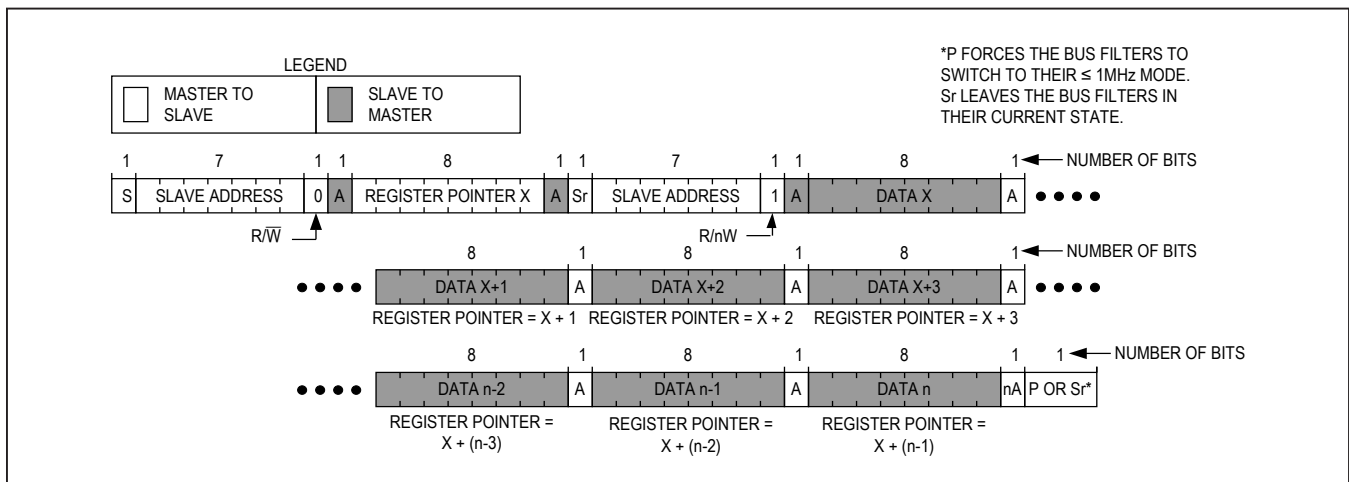 LEGEND
MASTER TO
SLAVE
SLAVE TO
MASTER
*P FORCES THE BUS FILTERS TO
SWITCH TO THEIR ≤ 1MHz MODE.
Sr LEAVES THE BUS FILTERS IN
THEIR CURRENT STATE.
1 7 1 1 8 1 1 7 1 1 8 1 NUMBER OF BITS
S SLAVE ADDRESS 0 A REGISTER POINTER X A Sr SLAVE ADDRESS 1 A DATA X A
R/W̅ R/nW
8 1 8 1 8 1 NUMBER OF BITS
DATA X+1 A DATA X+2 A DATA X+3 A
REGISTER POINTER = X + 1 REGISTER POINTER = X + 2 REGISTER POINTER = X + 3
8 1 8 1 8 1 1 NUMBER OF BITS
DATA n-2 A DATA n-1 A DATA n nA P OR Sr*
REGISTER POINTER =
X + (n-3)
REGISTER POINTER =
X + (n-2)
REGISTER POINTER =
X + (n-1)